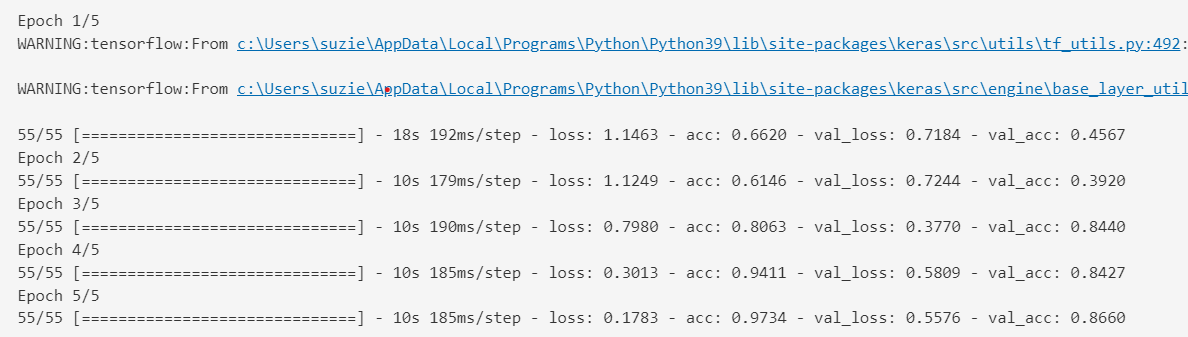 Epoch 1/5
WARNING:tensorflow:From c:\Users\suzie\AppData\Local\Programs\Python\Python39\lib\site-packages\keras\src\utils\tf_utils.py:492:
WARNING:tensorflow:From c:\Users\suzie\AppData\Local\Programs\Python\Python39\lib\site-packages\keras\src\engine\base_layer_util
55/55 [==============================] - 18s 192ms/step - loss: 1.1463 - acc: 0.6620 - val_loss: 0.7184 - val_acc: 0.4567
Epoch 2/5
55/55 [==============================] - 10s 179ms/step - loss: 1.1249 - acc: 0.6146 - val_loss: 0.7244 - val_acc: 0.3920
Epoch 3/5
55/55 [==============================] - 10s 190ms/step - loss: 0.7980 - acc: 0.8063 - val_loss: 0.3770 - val_acc: 0.8440
Epoch 4/5
55/55 [==============================] - 10s 185ms/step - loss: 0.3013 - acc: 0.9411 - val_loss: 0.5809 - val_acc: 0.8427
Epoch 5/5
55/55 [==============================] - 10s 185ms/step - loss: 0.1783 - acc: 0.9734 - val_loss: 0.5576 - val_acc: 0.8660